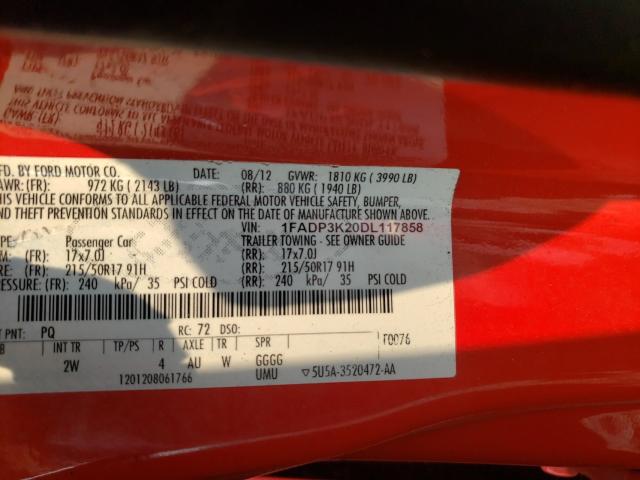 FD. BY FORD MOTOR CO. DATE: 08/12 GVWR: 1810 KG ( 3990 LB)
AWR: (FR): 972 KG ( 2143 LB) (RR): 880 KG ( 1940 LB)
HIS VEHICLE CONFORMS TO ALL APPLICABLE FEDERAL MOTOR VEHICLE SAFETY, BUMPER,
ND THEFT PREVENTION STANDARDS IN EFFECT ON THE DATE OF MANUFACTURE SHOWN ABOVE.
VIN: 1FADP3K20DL117858
E: Passenger Car TRAILER TOWING - SEE OWNER GUIDE
M: (FR): 17x7.0J (RR): 17x7.0J
RE: (FR): 215/50R17 91H (RR): 215/50R17 91H
RESSURE: (FR): 240 kPa/ 35 PSI COLD (RR): 240 kPa/ 35 PSI COLD
T PNT: PQ RC: 72 DSO:
B INT TR TP/PS R AXLE TR SPR F0076
2W 4 AU W GGGG
1201208061766 UMU ▽5U5A-3520472-AA